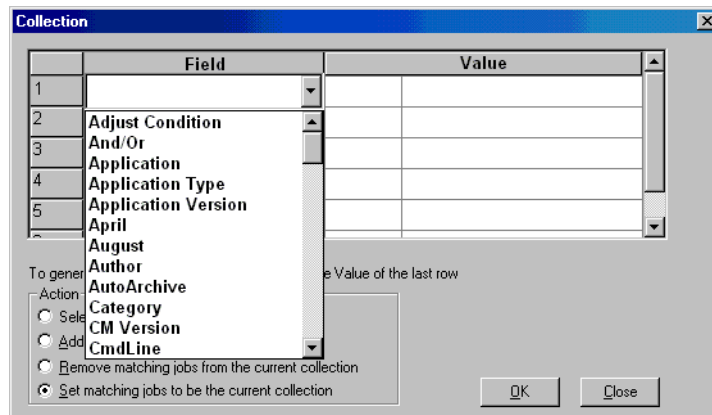 Collection
Field Value
1
2
3
4
5
Adjust Condition
And/Or
Application
Application Type
Application Version
April
August
Author
AutoArchive
Category
CM Version
CmdLine
To gener e Value of the last row
Action
Sele
Add
Remove matching jobs from the current collection
Set matching jobs to be the current collection
OK Close